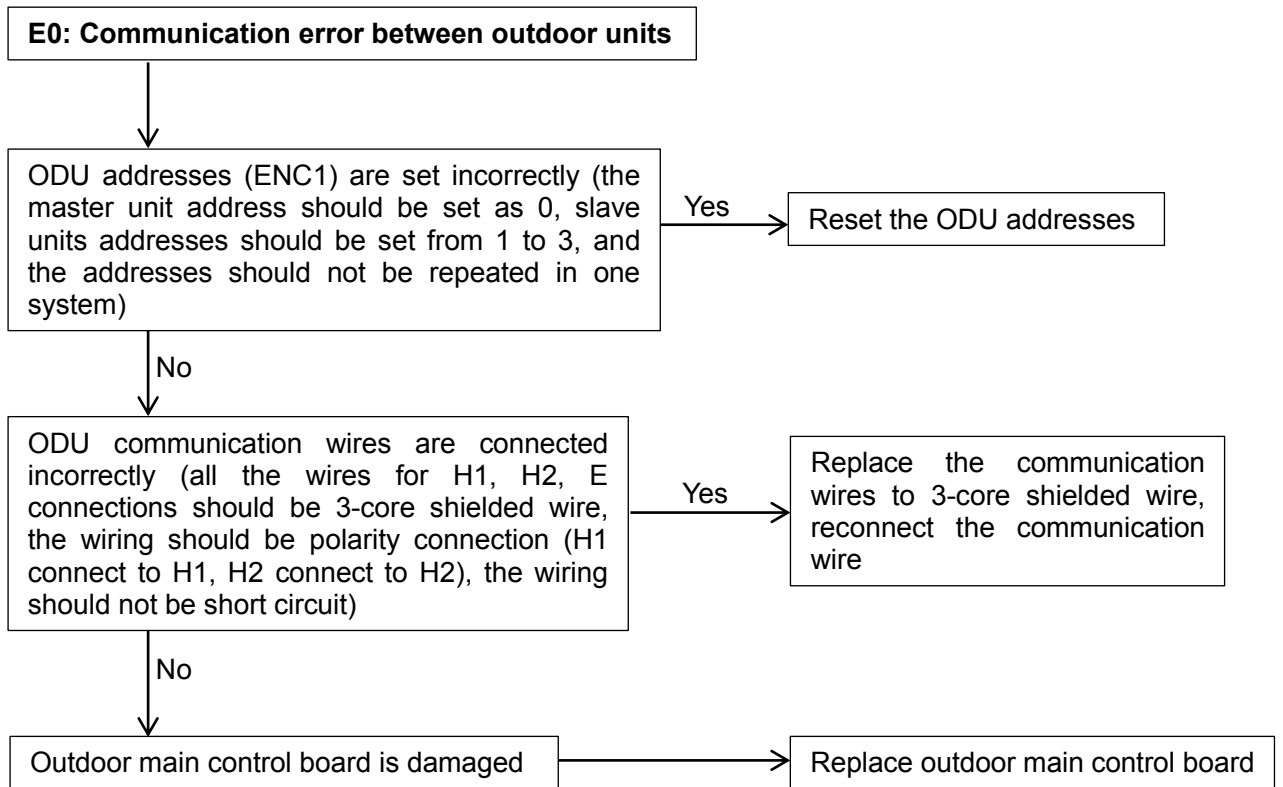 E0: Communication error between outdoor units
ODU addresses (ENC1) are set incorrectly (the
master unit address should be set as 0, slave
units addresses should be set from 1 to 3, and
the addresses should not be repeated in one
system)
Yes
Reset the ODU addresses
No
ODU communication wires are connected
incorrectly (all the wires for H1, H2, E
connections should be 3-core shielded wire,
the wiring should be polarity connection (H1
connect to H1, H2 connect to H2), the wiring
should not be short circuit)
Yes
Replace the communication
wires to 3-core shielded wire,
reconnect the communication
wire
No
Outdoor main control board is damaged
Replace outdoor main control board